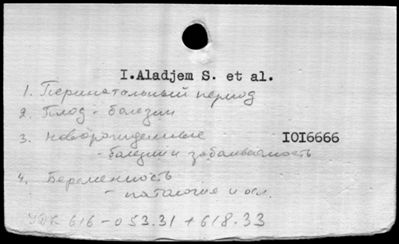 I.Aladjem S. et al.
1. Перинатальный период
2. Плод - болезни
3. Новорожденные IOI6666
- болезни и заболеваемость
4. Беременность
- патология и осл.
УДК 616-053.31 + 618.33